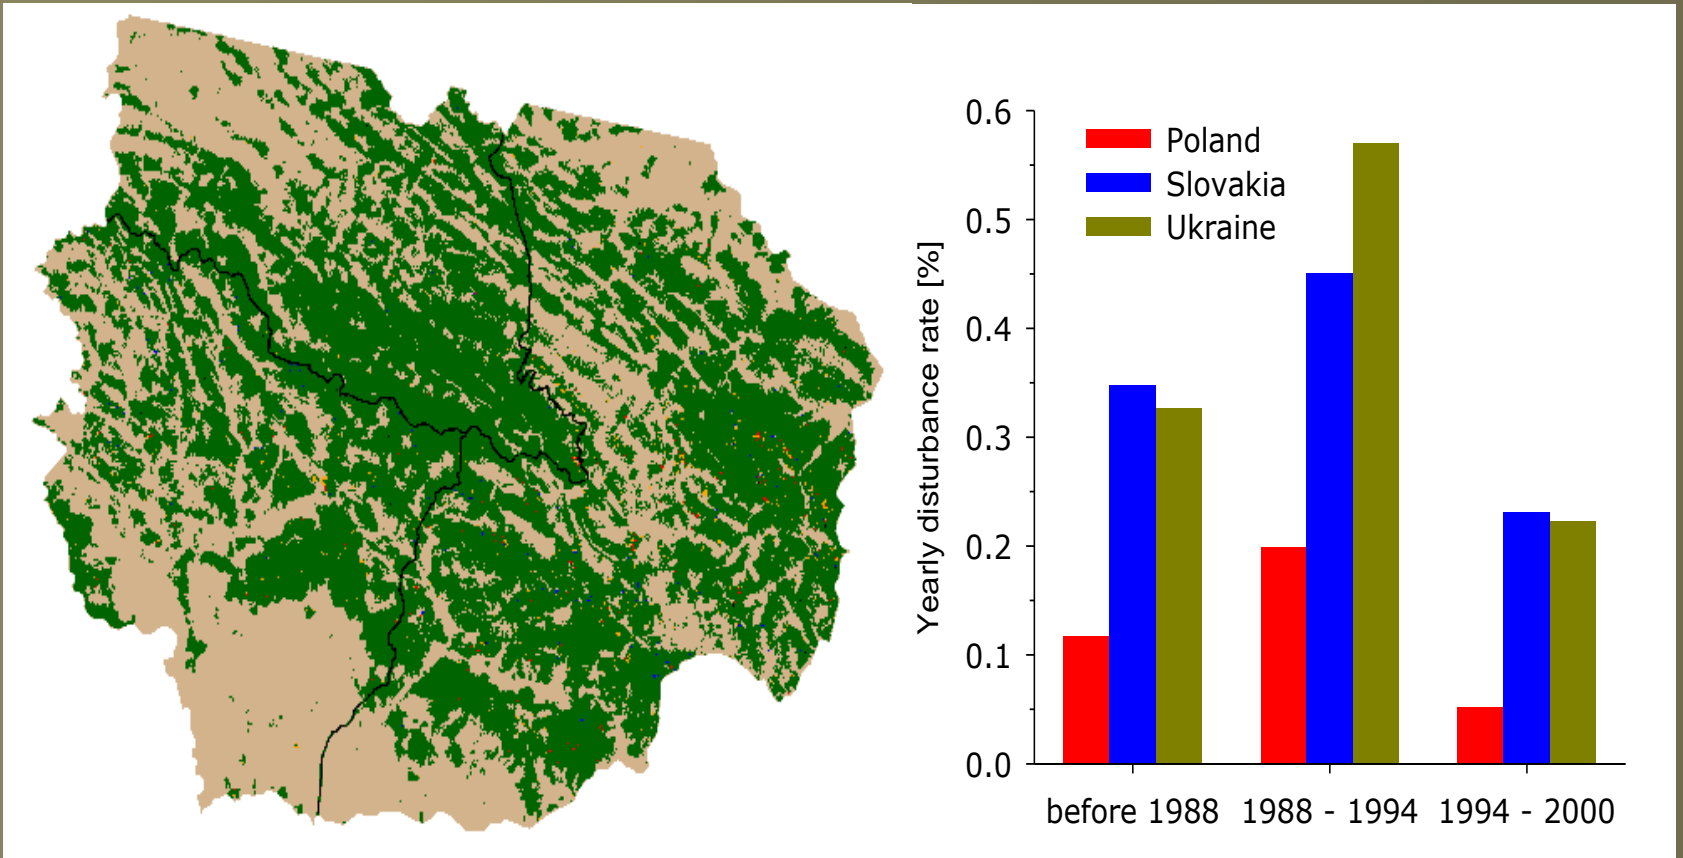 0.6
Poland
Slovakia
0.5
Ukraine
0.4
0.3
0.2
0.1
0.0
Yearly disturbance rate [%]
before 1988
1988 - 1994
1994 - 2000